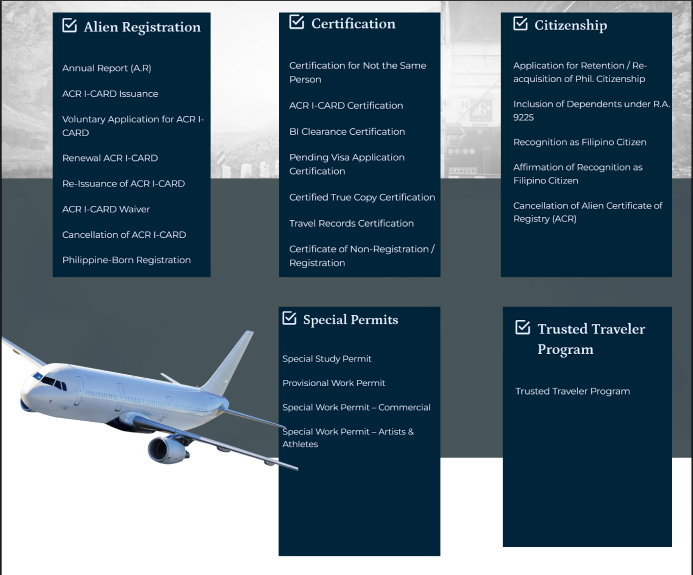 Alien Registration
Annual Report (A.R)
ACR I-CARD Issuance
Voluntary Application for ACR I-
CARD
Renewal ACR I-CARD
Re-Issuance of ACR I-CARD
ACR I-CARD Waiver
Cancellation of ACR I-CARD
Philippine-Born Registration
Certification
Certification for Not the Same
Person
ACR I-CARD Certification
BI Clearance Certification
Pending Visa Application
Certification
Certified True Copy Certification
Travel Records Certification
Certificate of Non-Registration /
Registration
Citizenship
Application for Retention / Re-
acquisition of Phil. Citizenship
Inclusion of Dependents under R.A.
9225
Recognition as Filipino Citizen
Affirmation of Recognition as
Filipino Citizen
Cancellation of Alien Certificate of
Registry (ACR)
Special Permits
Special Study Permit
Provisional Work Permit
Special Work Permit – Commercial
Special Work Permit – Artists &
Athletes
Trusted Traveler
Program
Trusted Traveler Program